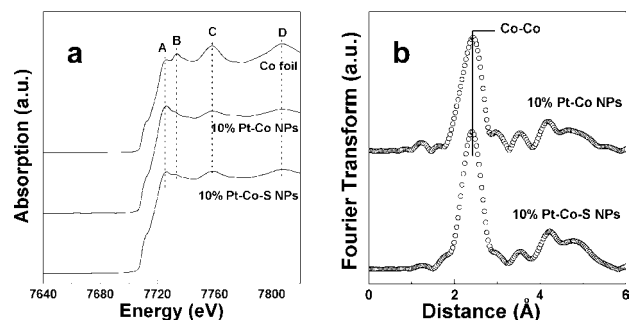 a
A
B
C
D
Co foil
10% Pt-Co NPs
10% Pt-Co-S NPs
Absorption (a.u.)
7640
7720
7760
7800
Energy (eV)
b
Co-Co
10% Pt-Co NPs
10% Pt-Co-S NPs
Fourier Transform (a.u.)
0
2
4
6
Distance (Å)